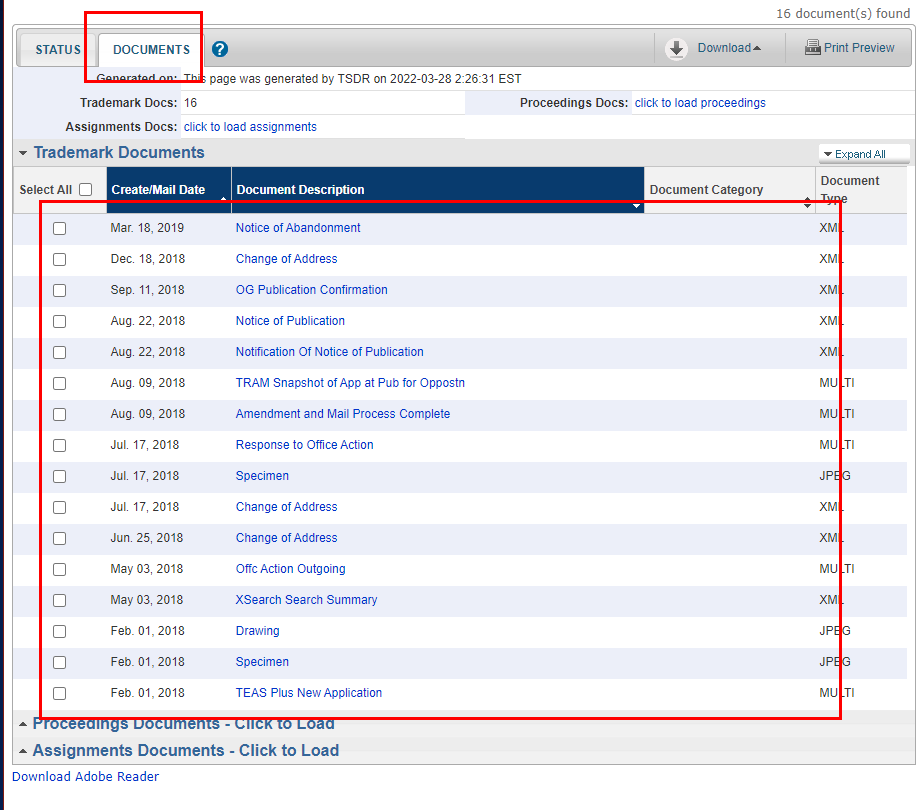 16 document(s) found
STATUS DOCUMENTS ? Download Print Preview
Generated on: This page was generated by TSDR on 2022-03-28 2:26:31 EST
Trademark Docs: 16 Proceedings Docs: click to load proceedings
Assignments Docs: click to load assignments
Trademark Documents Expand All
Select All Create/Mail Date Document Description Document Category Document Type
Mar. 18, 2019 Notice of Abandonment XML
Dec. 18, 2018 Change of Address XML
Sep. 11, 2018 OG Publication Confirmation XML
Aug. 22, 2018 Notice of Publication XML
Aug. 22, 2018 Notification Of Notice of Publication XML
Aug. 09, 2018 TRAM Snapshot of App at Pub for Oppostn MULTI
Aug. 09, 2018 Amendment and Mail Process Complete MULTI
Jul. 17, 2018 Response to Office Action MULTI
Jul. 17, 2018 Specimen JPEG
Jul. 17, 2018 Change of Address XML
Jun. 25, 2018 Change of Address XML
May 03, 2018 Offc Action Outgoing MULTI
May 03, 2018 XSearch Search Summary XML
Feb. 01, 2018 Drawing JPEG
Feb. 01, 2018 Specimen JPEG
Feb. 01, 2018 TEAS Plus New Application MULTI
Proceedings Documents - Click to Load
Assignments Documents - Click to Load
Download Adobe Reader